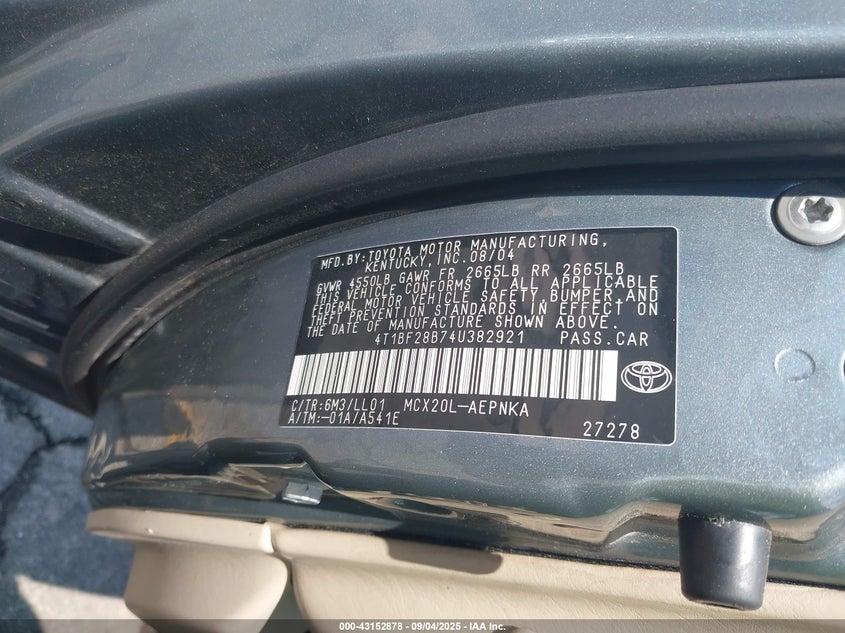 MFD.BY:TOYOTA MOTOR MANUFACTURING,
KENTUCKY,INC.08/04
GVWR 4550LB GAWR FR 2665LB RR 2665LB
THIS VEHICLE CONFORMS TO ALL APPLICABLE
FEDERAL MOTOR VEHICLE SAFETY,BUMPER,AND
THEFT PREVENTION STANDARDS IN EFFECT ON
THE DATE OF MANUFACTURE SHOWN ABOVE.
4T1BF28B74U382921 PASS.CAR
C/TR:6M3/LL01 MCX20L-AEPNKA
A/TM:-01A/A541E
27278
000-43152878 - 09/04/2025 - IAA Inc.